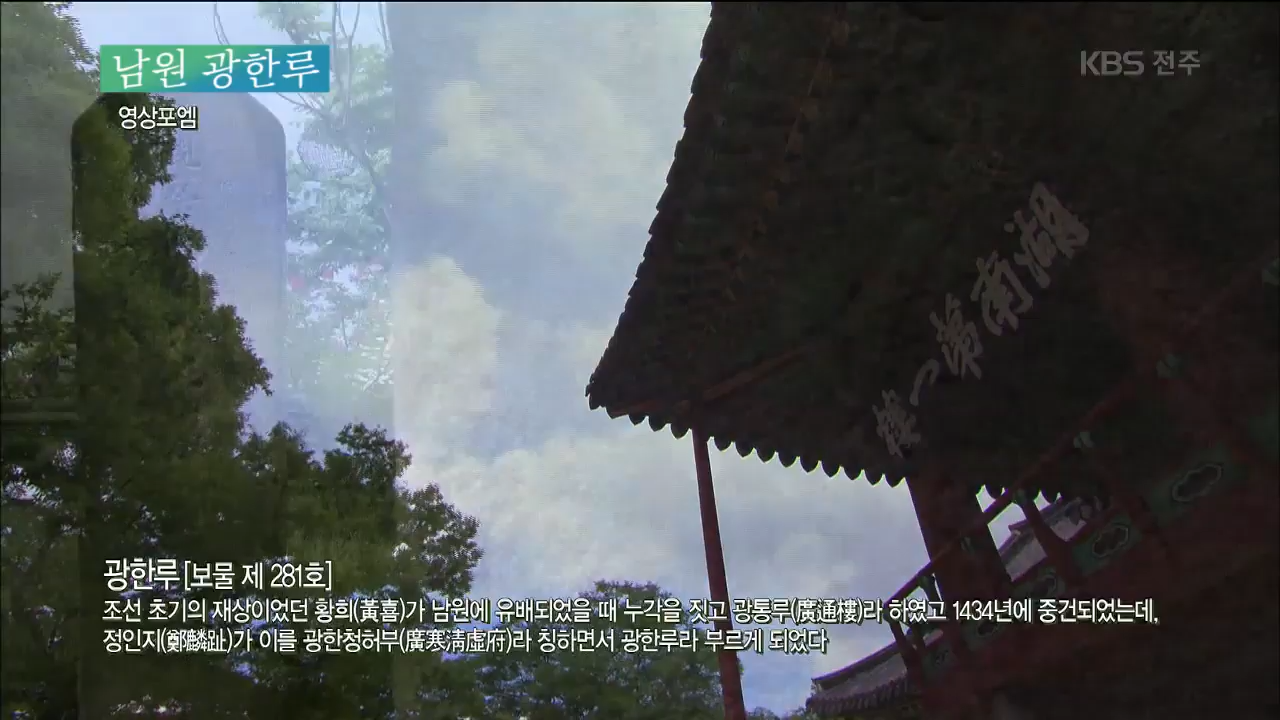 남원 광한루
KBS 전주
영상포엠
湖南第一樓
광한루[보물 제 281호]
조선 초기의 재상이었던 황희(黃喜)가 남원에 유배되었을 때 누각을 짓고 광통루(廣通樓)라 하였고 1434년에 중건되었는데,
정인지(鄭麟趾)가 이를 광한청허부(廣寒淸虛府)라 칭하면서 광한루라 부르게 되었다